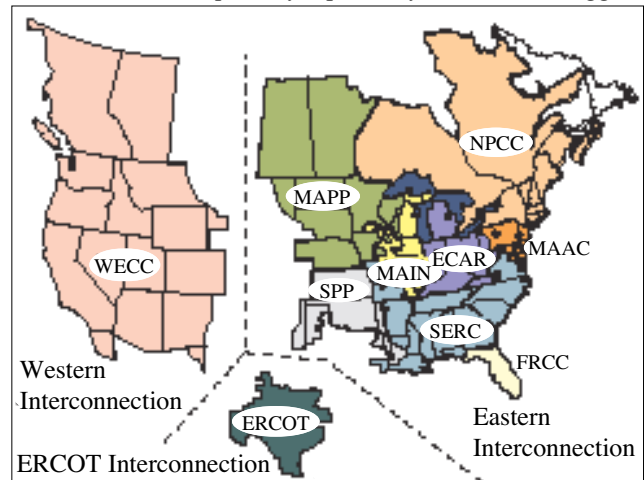 NPCC
MAPP
MAAC
ECAR
WECC
MAIN
SPP
SERC
FRCC
Western
Interconnection
ERCOT
Eastern
Interconnection
ERCOT Interconnection